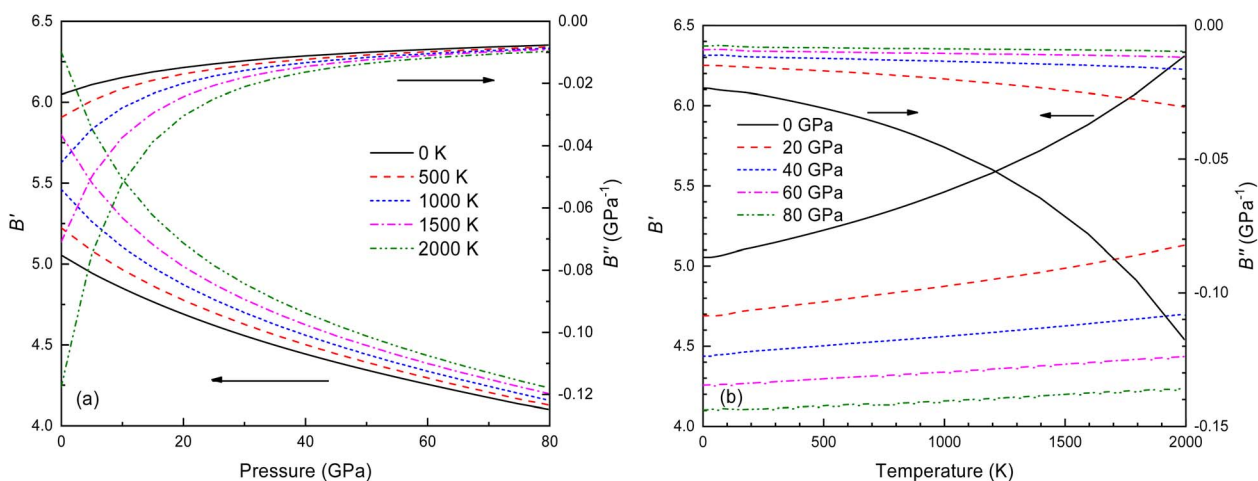 6.5
6.0
5.5
5.0
4.5
4.0
B′
0
20
40
60
80
Pressure (GPa)
0.00
-0.02
-0.04
-0.06
-0.08
-0.10
-0.12
B″ (GPa-1)
0 K
500 K
1000 K
1500 K
2000 K
(a)
6.5
6.0
5.5
5.0
4.5
4.0
B′
0
500
1000
1500
2000
Temperature (K)
0.00
-0.05
-0.10
-0.15
B″ (GPa-1)
0 GPa
20 GPa
40 GPa
60 GPa
80 GPa
(b)